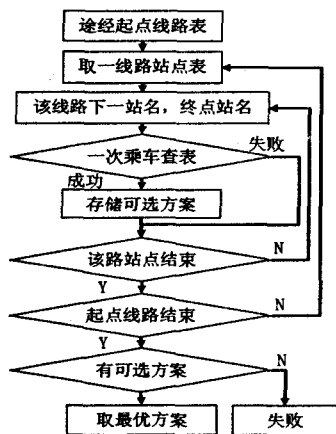 途经起点线路表
取一线路站点表
该线路下一站名，终点站名
一次乘车查表
失败
成功
存储可选方案
该路站点结束
N
Y
起点线路结束
N
Y
有可选方案
N
取最优方案
失败